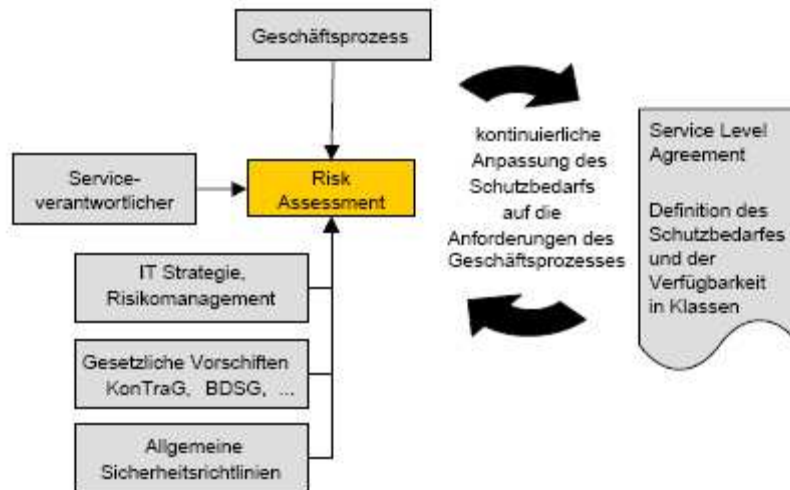 Geschäftsprozess
Service-
verantwortlicher
Risk
Assessment
IT Strategie,
Risikomanagement
Gesetzliche Vorschiften
KonTraG, BDSG, ...
Allgemeine
Sicherheitsrichtlinien
kontinuierliche
Anpassung des
Schutzbedarfs
auf die
Anforderungen des
Geschäftsprozesses
Service Level
Agreement
Definition des
Schutzbedarfes
und der
Verfügbarkeit
in Klassen